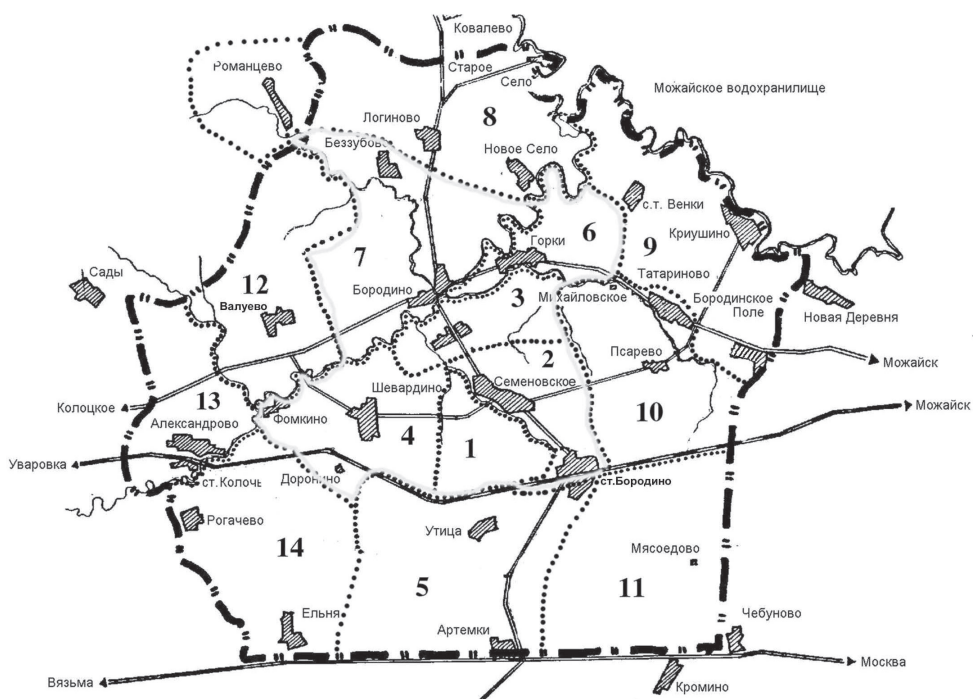 Ковалево
Старое
Село
Романцево
Можайское водохранилище
Логиново
8
Беззубово
Новое Село
с.т. Венки
Криушино
6
9
7
Горки
Сады
12
Татариново
Бородино
3
Михайловское
Бородинское
Поле
Валуево
Новая Деревня
2
Псарево
Можайск
Шевардино
Семеновское
Колоцкое
13
Фомкино
Можайск
Александрово
10
4
1
Уваровка
ст.Колочь
Доронино
ст.Бородино
Рогачево
Утица
Мясоедово
14
5
11
Ельня
Чебуново
Артемки
Москва
Вязьма
Кромино